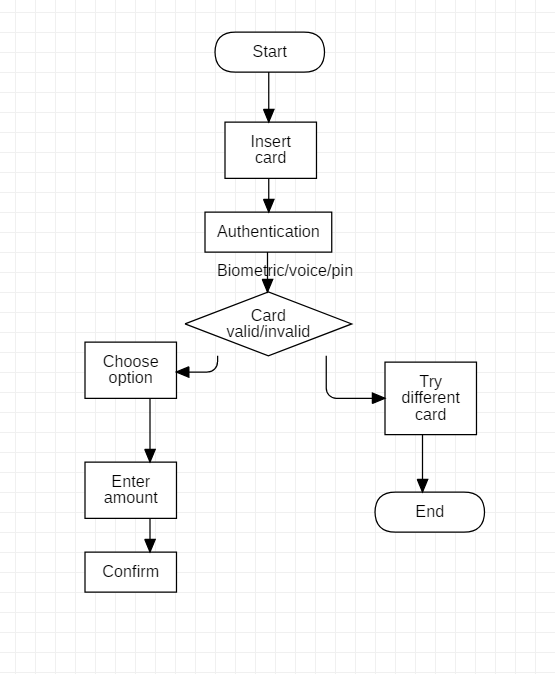 Start
Insert
card
Authentication
Biometric/voice/pin
Card
valid/invalid
Choose
option
Try
different
card
Enter
amount
End
Confirm